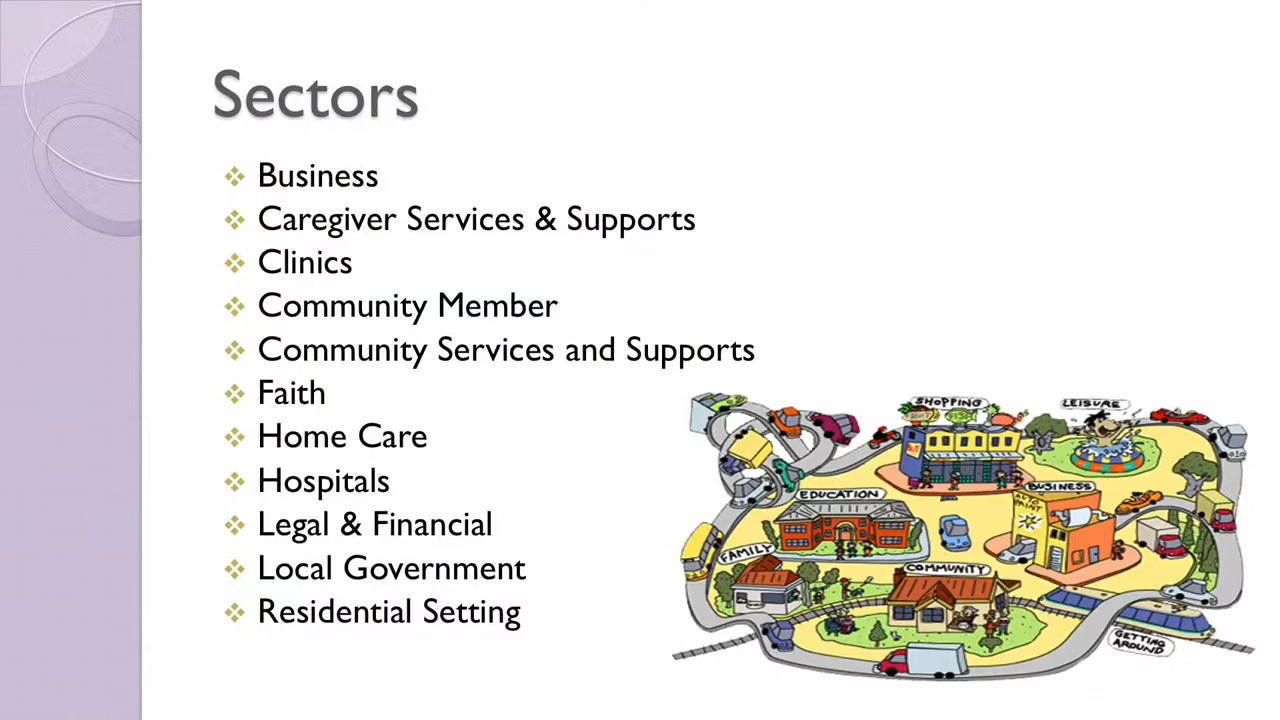 Sectors
Business
Caregiver Services & Supports
Clinics
Community Member
Community Services and Supports
Faith
Home Care
Hospitals
Legal & Financial
Local Government
Residential Setting
SHOPPING
LEISURE
EDUCATION
BUSINESS
FAMILY
COMMUNITY
GETTING
AROUND